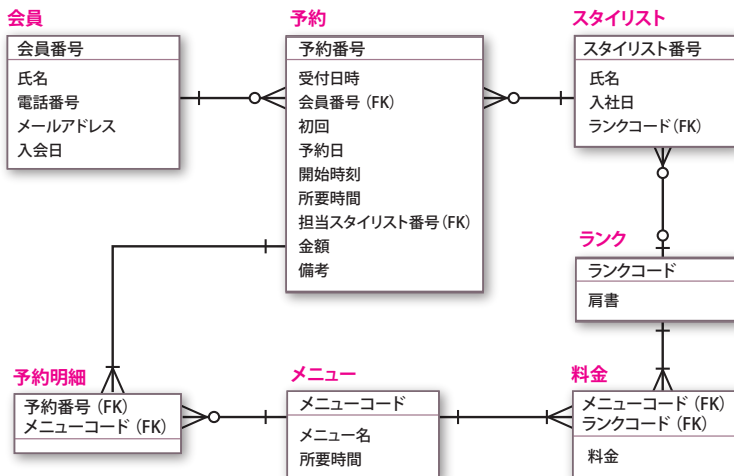 会員
会員番号
氏名
電話番号
メールアドレス
入会日
予約
予約番号
受付日時
会員番号 (FK)
初回
予約日
開始時刻
所要時間
担当スタイリスト番号(FK)
金額
備考
スタイリスト
スタイリスト番号
氏名
入社日
ランクコード(FK)
ランク
ランクコード
肩書
予約明細
予約番号 (FK)
メニューコード (FK)
メニュー
メニューコード
メニュー名
所要時間
料金
メニューコード (FK)
ランクコード (FK)
料金